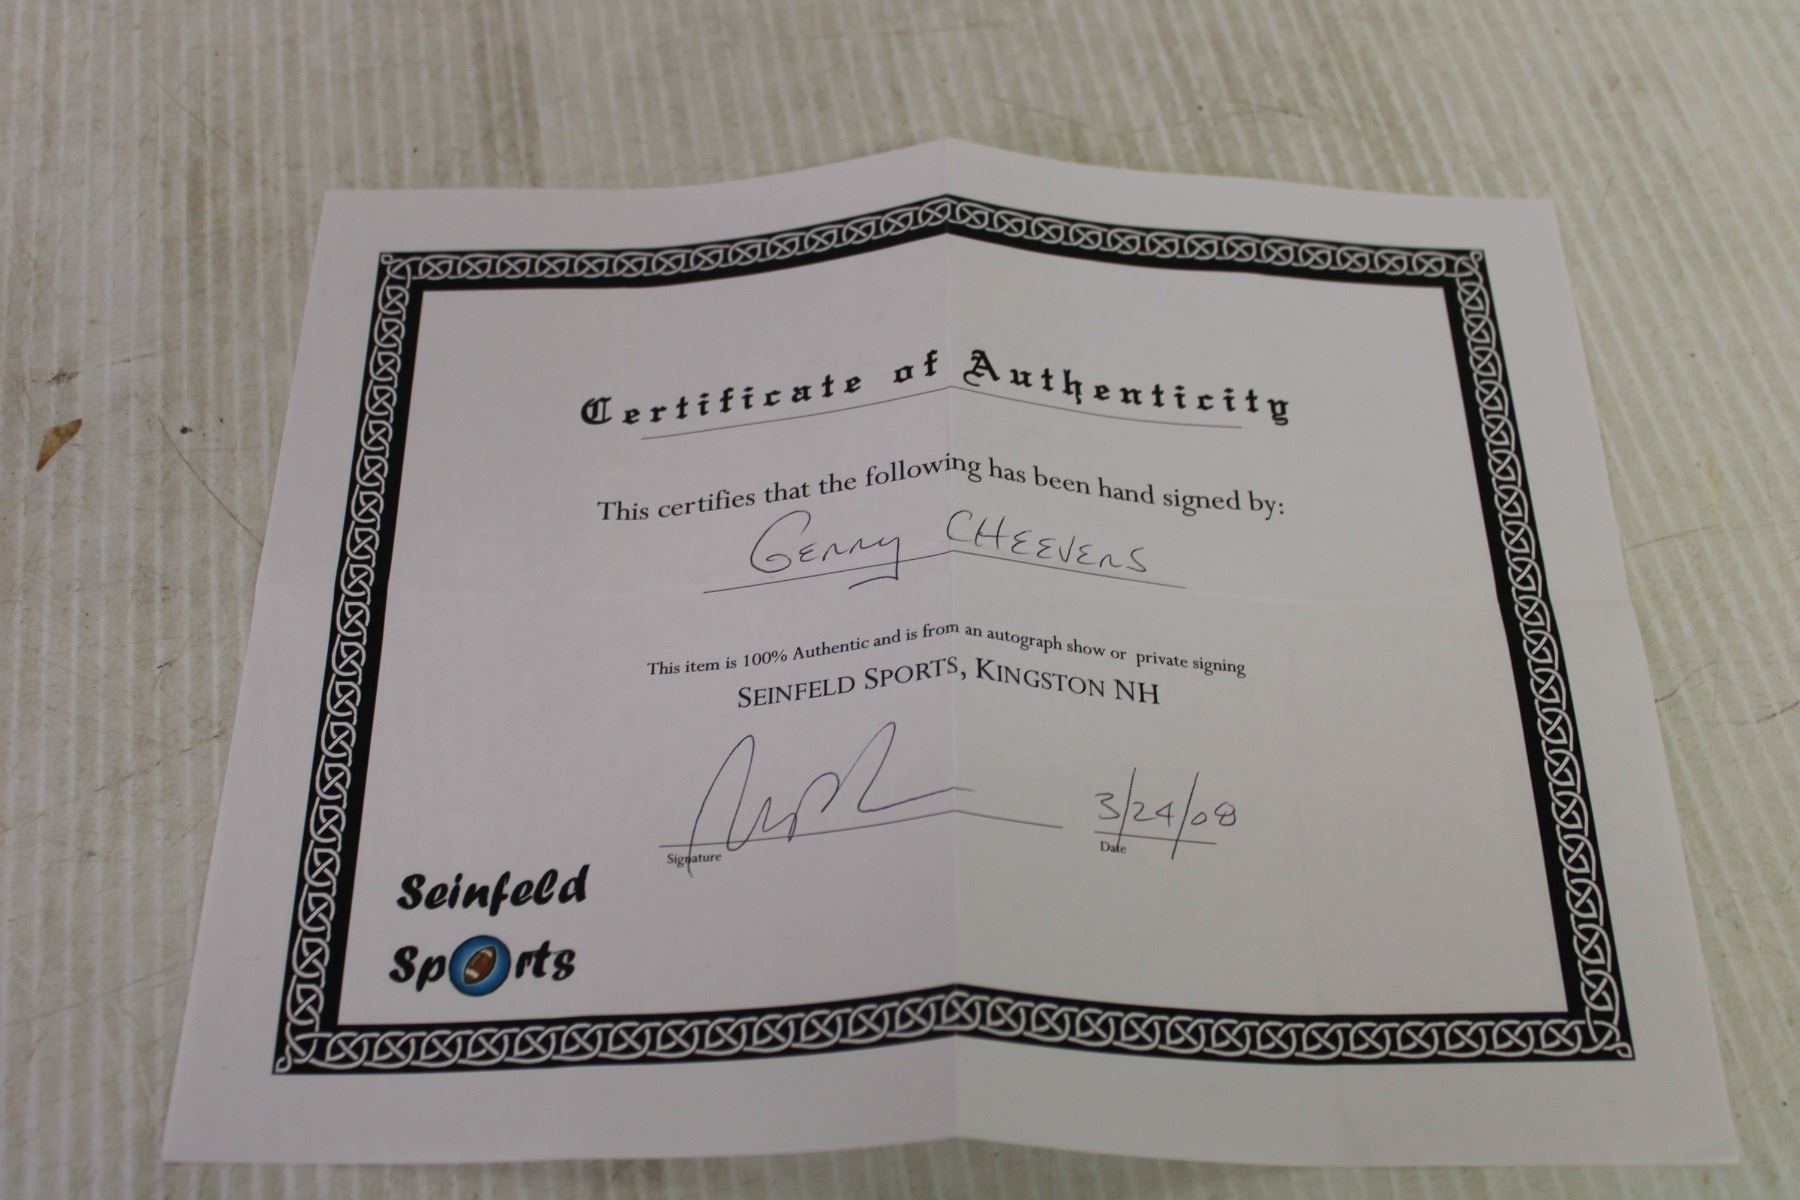 Certificate of Authenticity
This certifies that the following has been hand signed by:
Gerry CHEEVERS
This item is 100% Authentic and is from an autograph show or private signing
SEINFELD SPORTS, KINGSTON NH
3/24/08
Signature
Date
Seinfeld
Sports